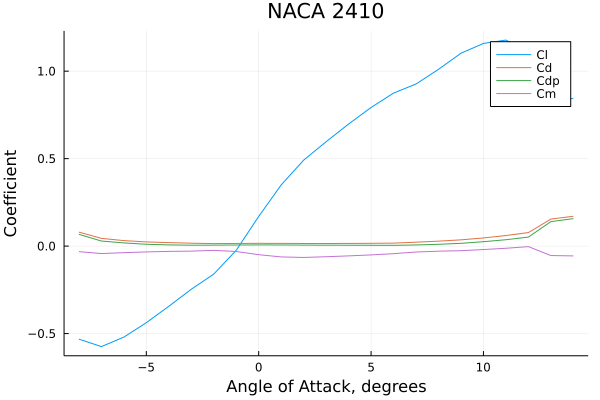 NACA 2410
Coefficient
1.0
0.5
0.0
−0.5
−5
0
5
10
Angle of Attack, degrees
Cl
Cd
Cdp
Cm